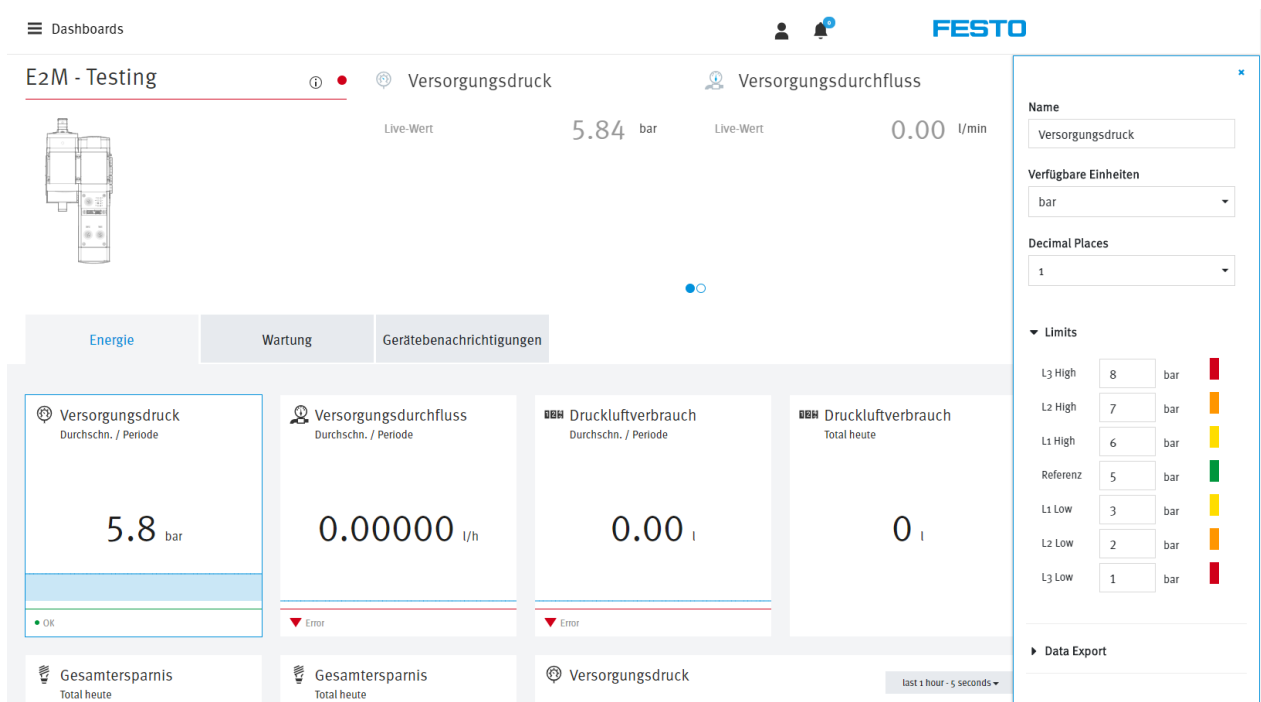 Dashboards
0
FESTO
E2M - Testing
Versorgungsdruck
Live-Wert 5.84 bar
Versorgungsdurchfluss
Live-Wert 0.00 l/min
Energie
Wartung
Gerätebenachrichtigungen
Versorgungsdruck
Durchschn. / Periode
5.8 bar
OK
Versorgungsdurchfluss
Durchschn. / Periode
0.00000 l/h
Error
Druckluftverbrauch
Durchschn. / Periode
0.00 l
Error
Druckluftverbrauch
Total heute
0 l
Gesamtersparnis
Total heute
Gesamtersparnis
Total heute
Versorgungsdruck
last 1 hour - 5 seconds
×
Name
Versorgungsdruck
Verfügbare Einheiten
bar
Decimal Places
1
Limits
L3 High 8 bar
L2 High 7 bar
L1 High 6 bar
Referenz 5 bar
L1 Low 3 bar
L2 Low 2 bar
L3 Low 1 bar
Data Export